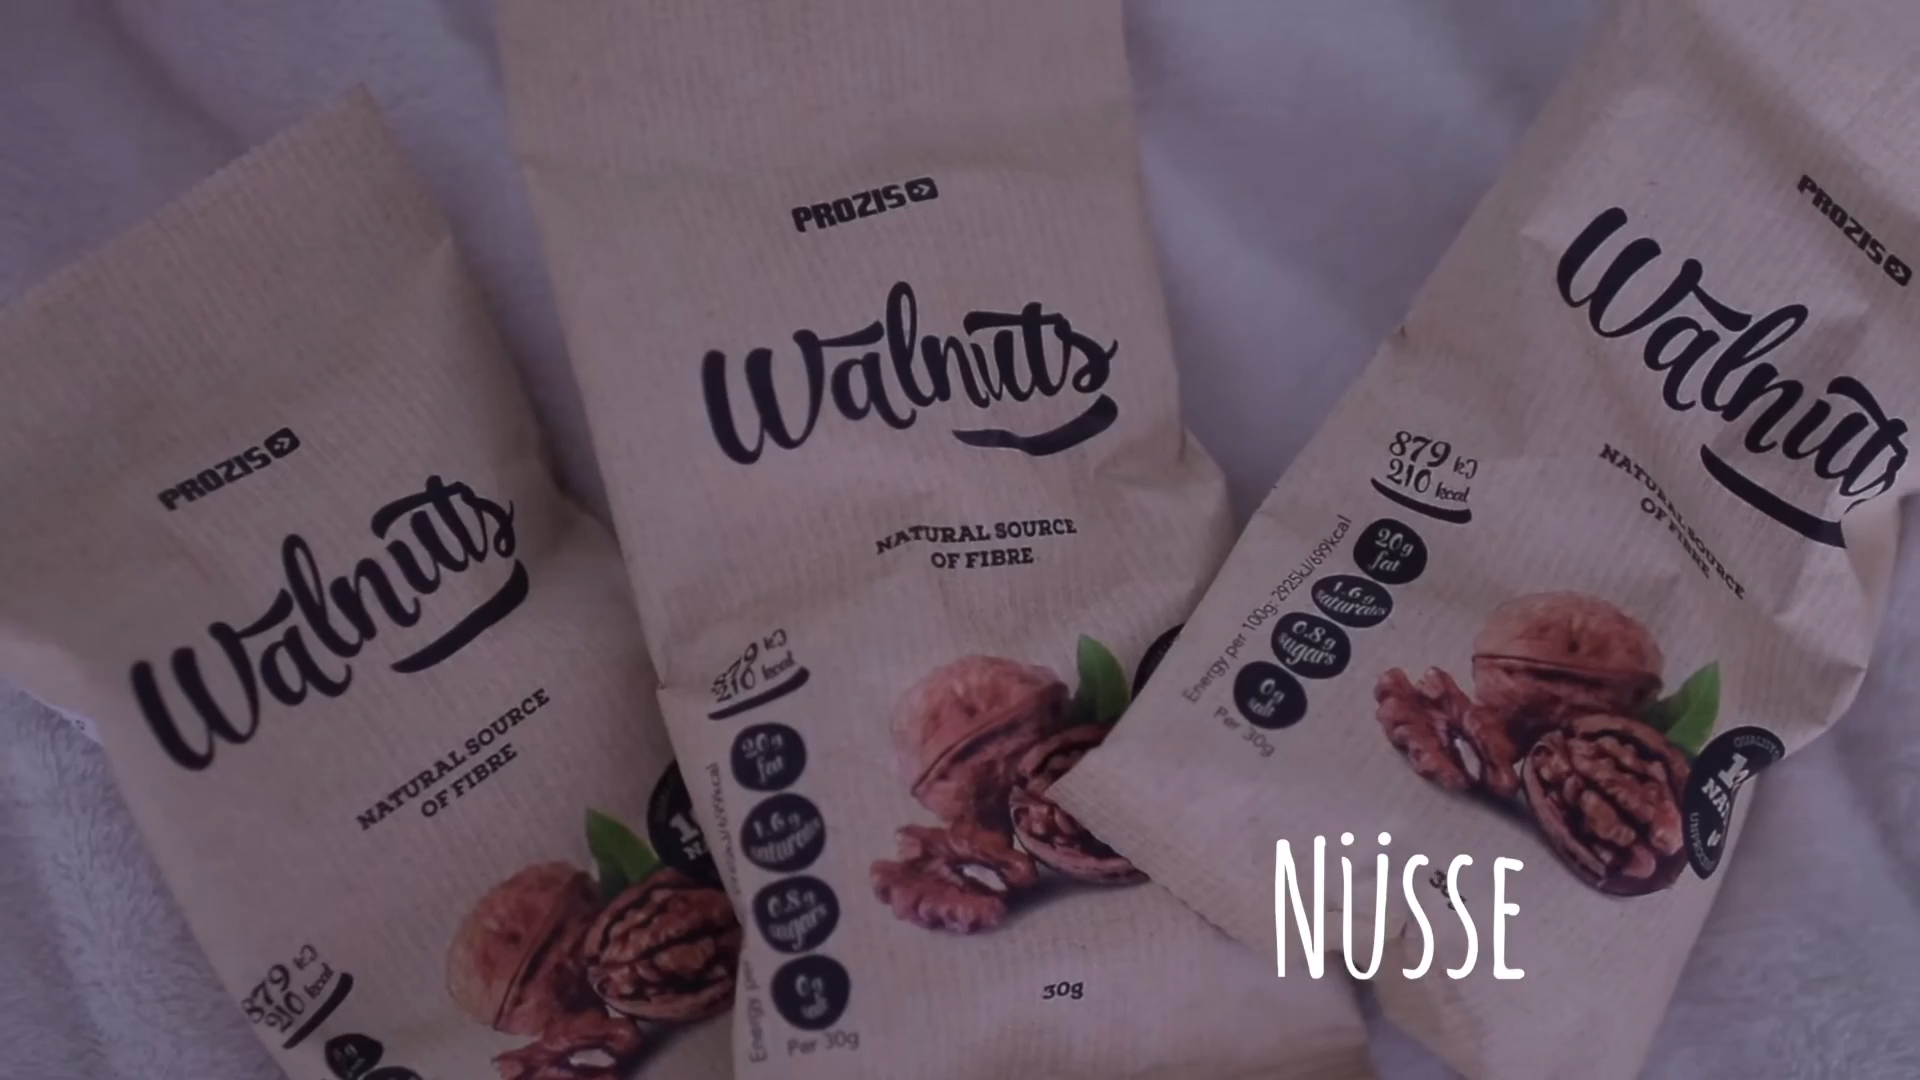 PROZIS
Walnuts
NATURAL SOURCE
OF FIBRE
879 kJ
210 kcal
PROZIS
Walnuts
NATURAL SOURCE
OF FIBRE
879 kJ
210 kcal
20g
fat
1.6g
saturates
0.8g
sugars
0g
salt
Per 30g
30g
PROZIS
Walnuts
NATURAL SOURCE
OF FIBRE
879 kJ
210 kcal
20g
fat
1.6g
saturates
0.8g
sugars
0g
salt
Energy per 100g: 2925kJ/699kcal
Per 30g
QUALITY
NÜSSE